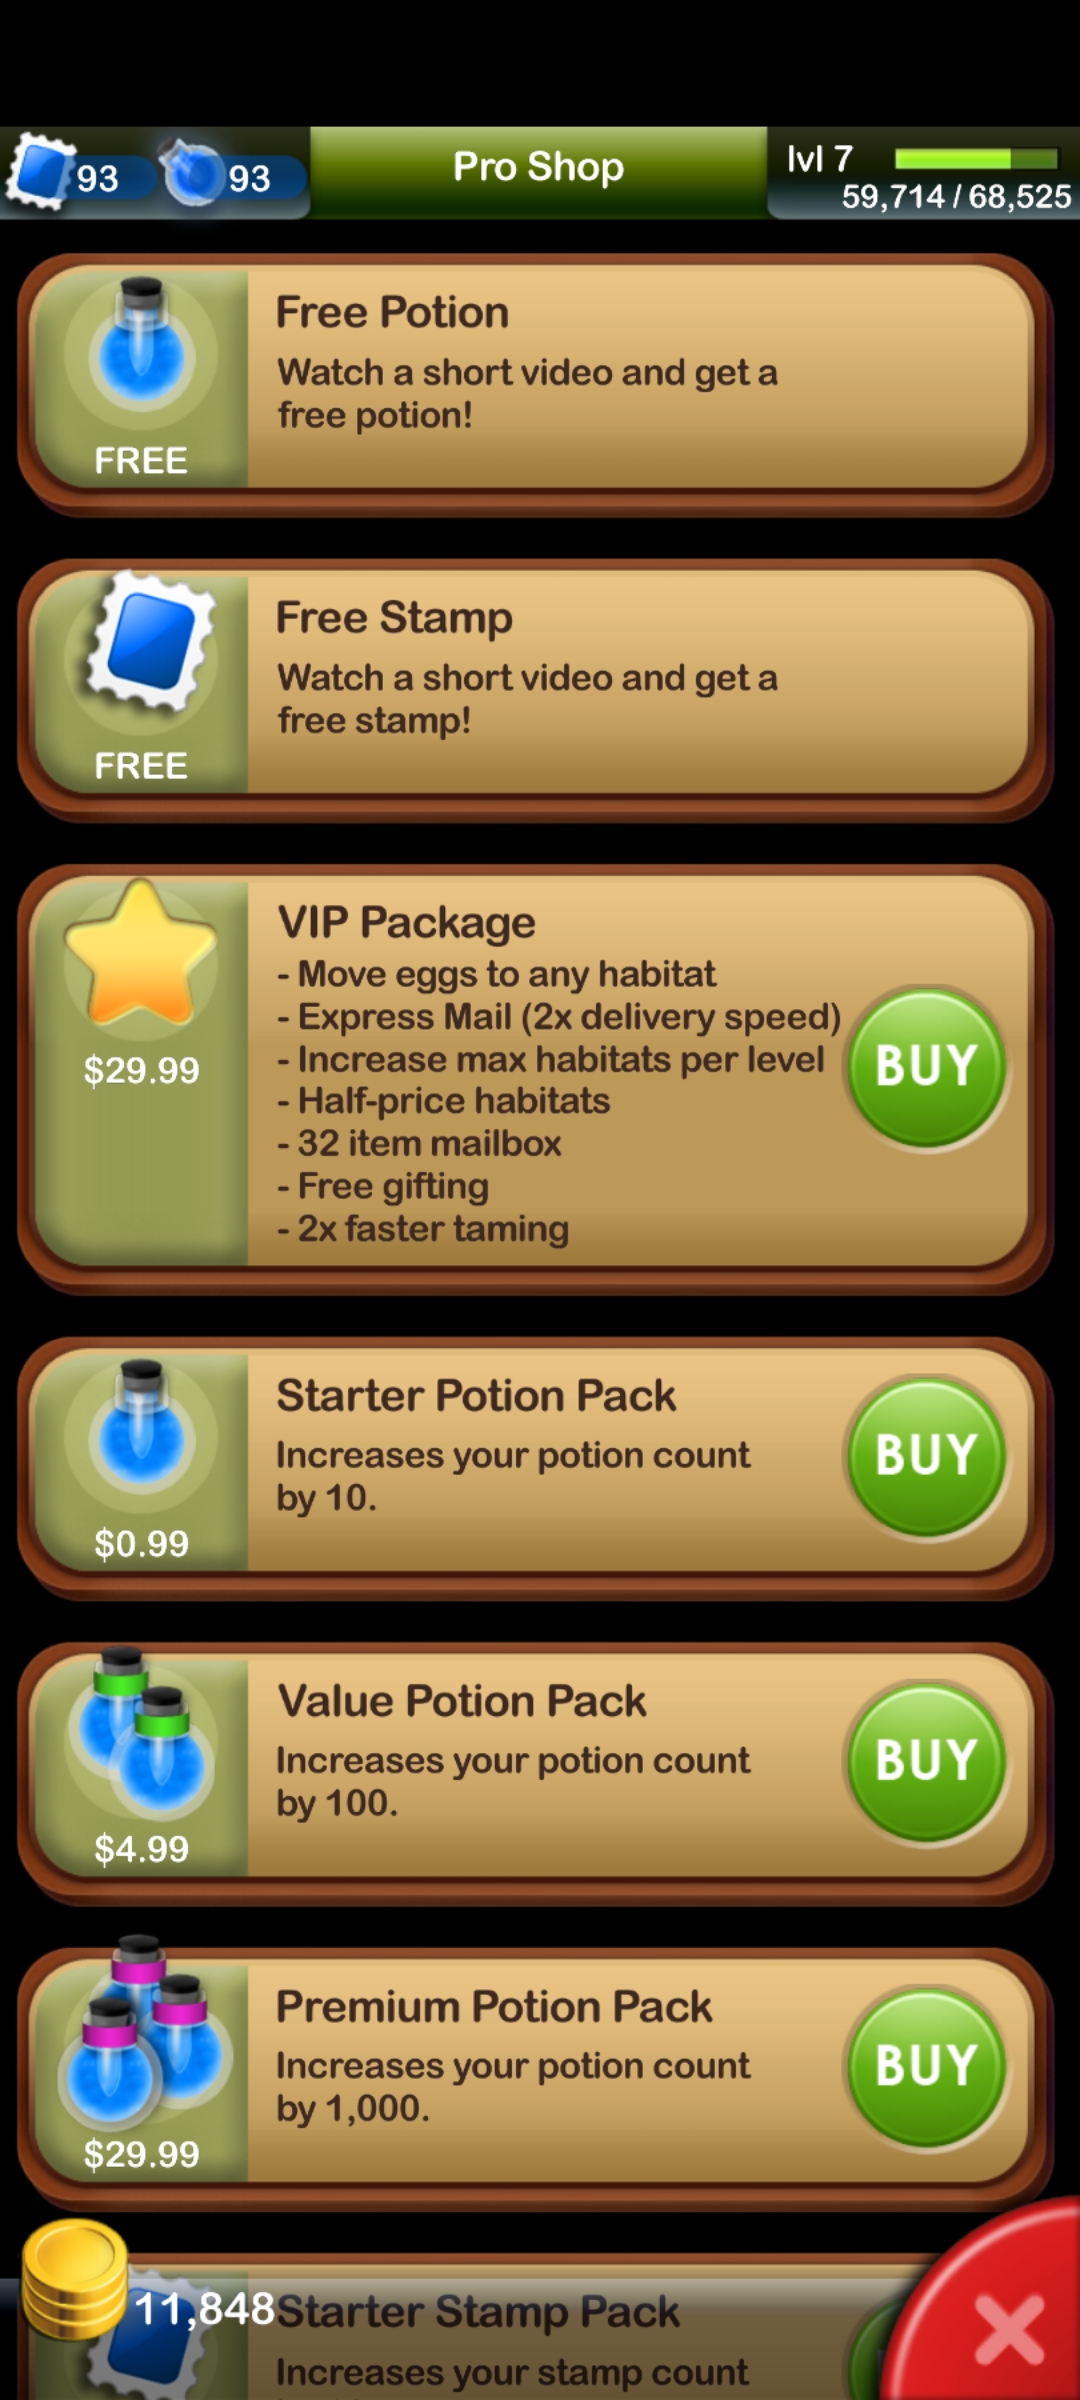 93
93
Pro Shop
lvl 7
59,714 / 68,525
Free Potion
Watch a short video and get a
free potion!
FREE
Free Stamp
Watch a short video and get a
free stamp!
FREE
VIP Package
- Move eggs to any habitat
- Express Mail (2x delivery speed)
- Increase max habitats per level
- Half-price habitats
- 32 item mailbox
- Free gifting
- 2x faster taming
$29.99
BUY
Starter Potion Pack
Increases your potion count
by 10.
$0.99
BUY
Value Potion Pack
Increases your potion count
by 100.
$4.99
BUY
Premium Potion Pack
Increases your potion count
by 1,000.
$29.99
BUY
11,848
Starter Stamp Pack
Increases your stamp count